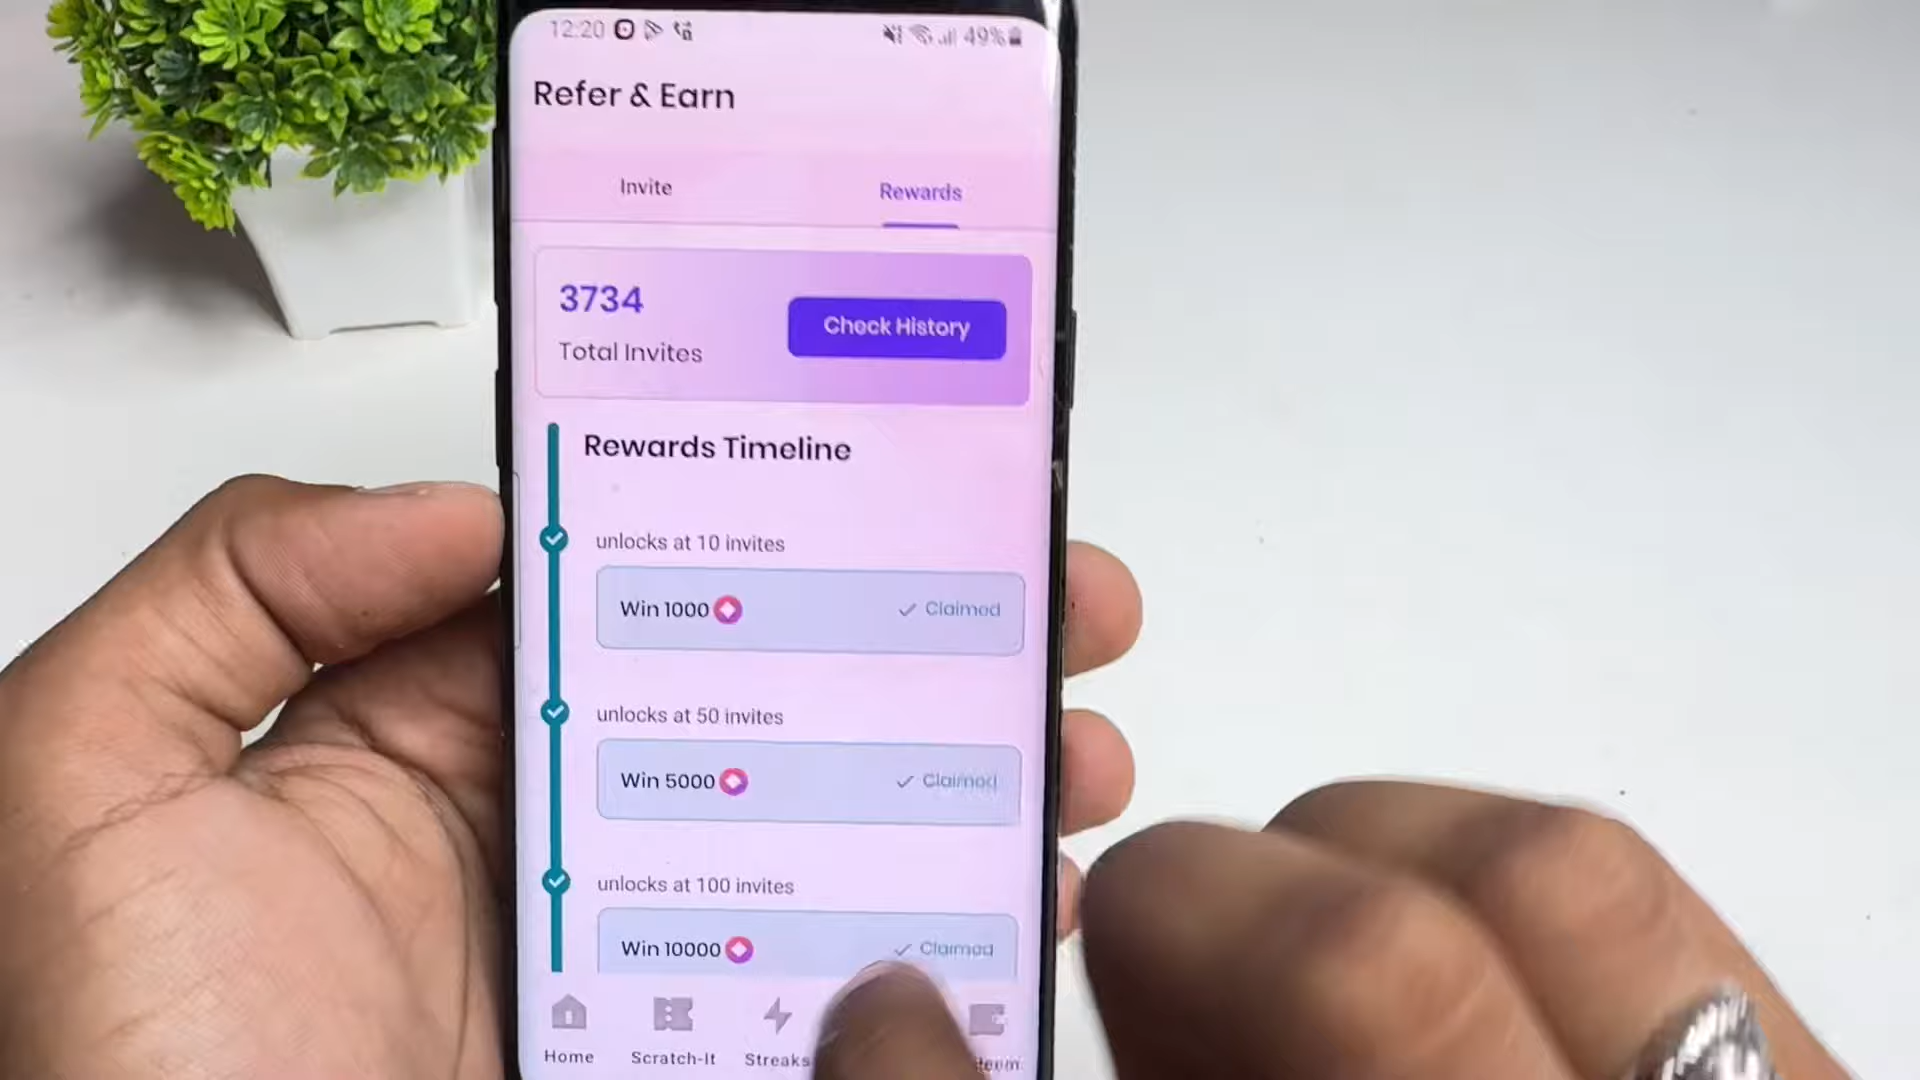 12:20
49%
Refer & Earn
Invite
Rewards
3734
Total Invites
Check History
Rewards Timeline
unlocks at 10 invites
Win 1000
Claimed
unlocks at 50 invites
Win 5000
Claimed
unlocks at 100 invites
Win 10000
Claimed
Home
Scratch-It
Streaks